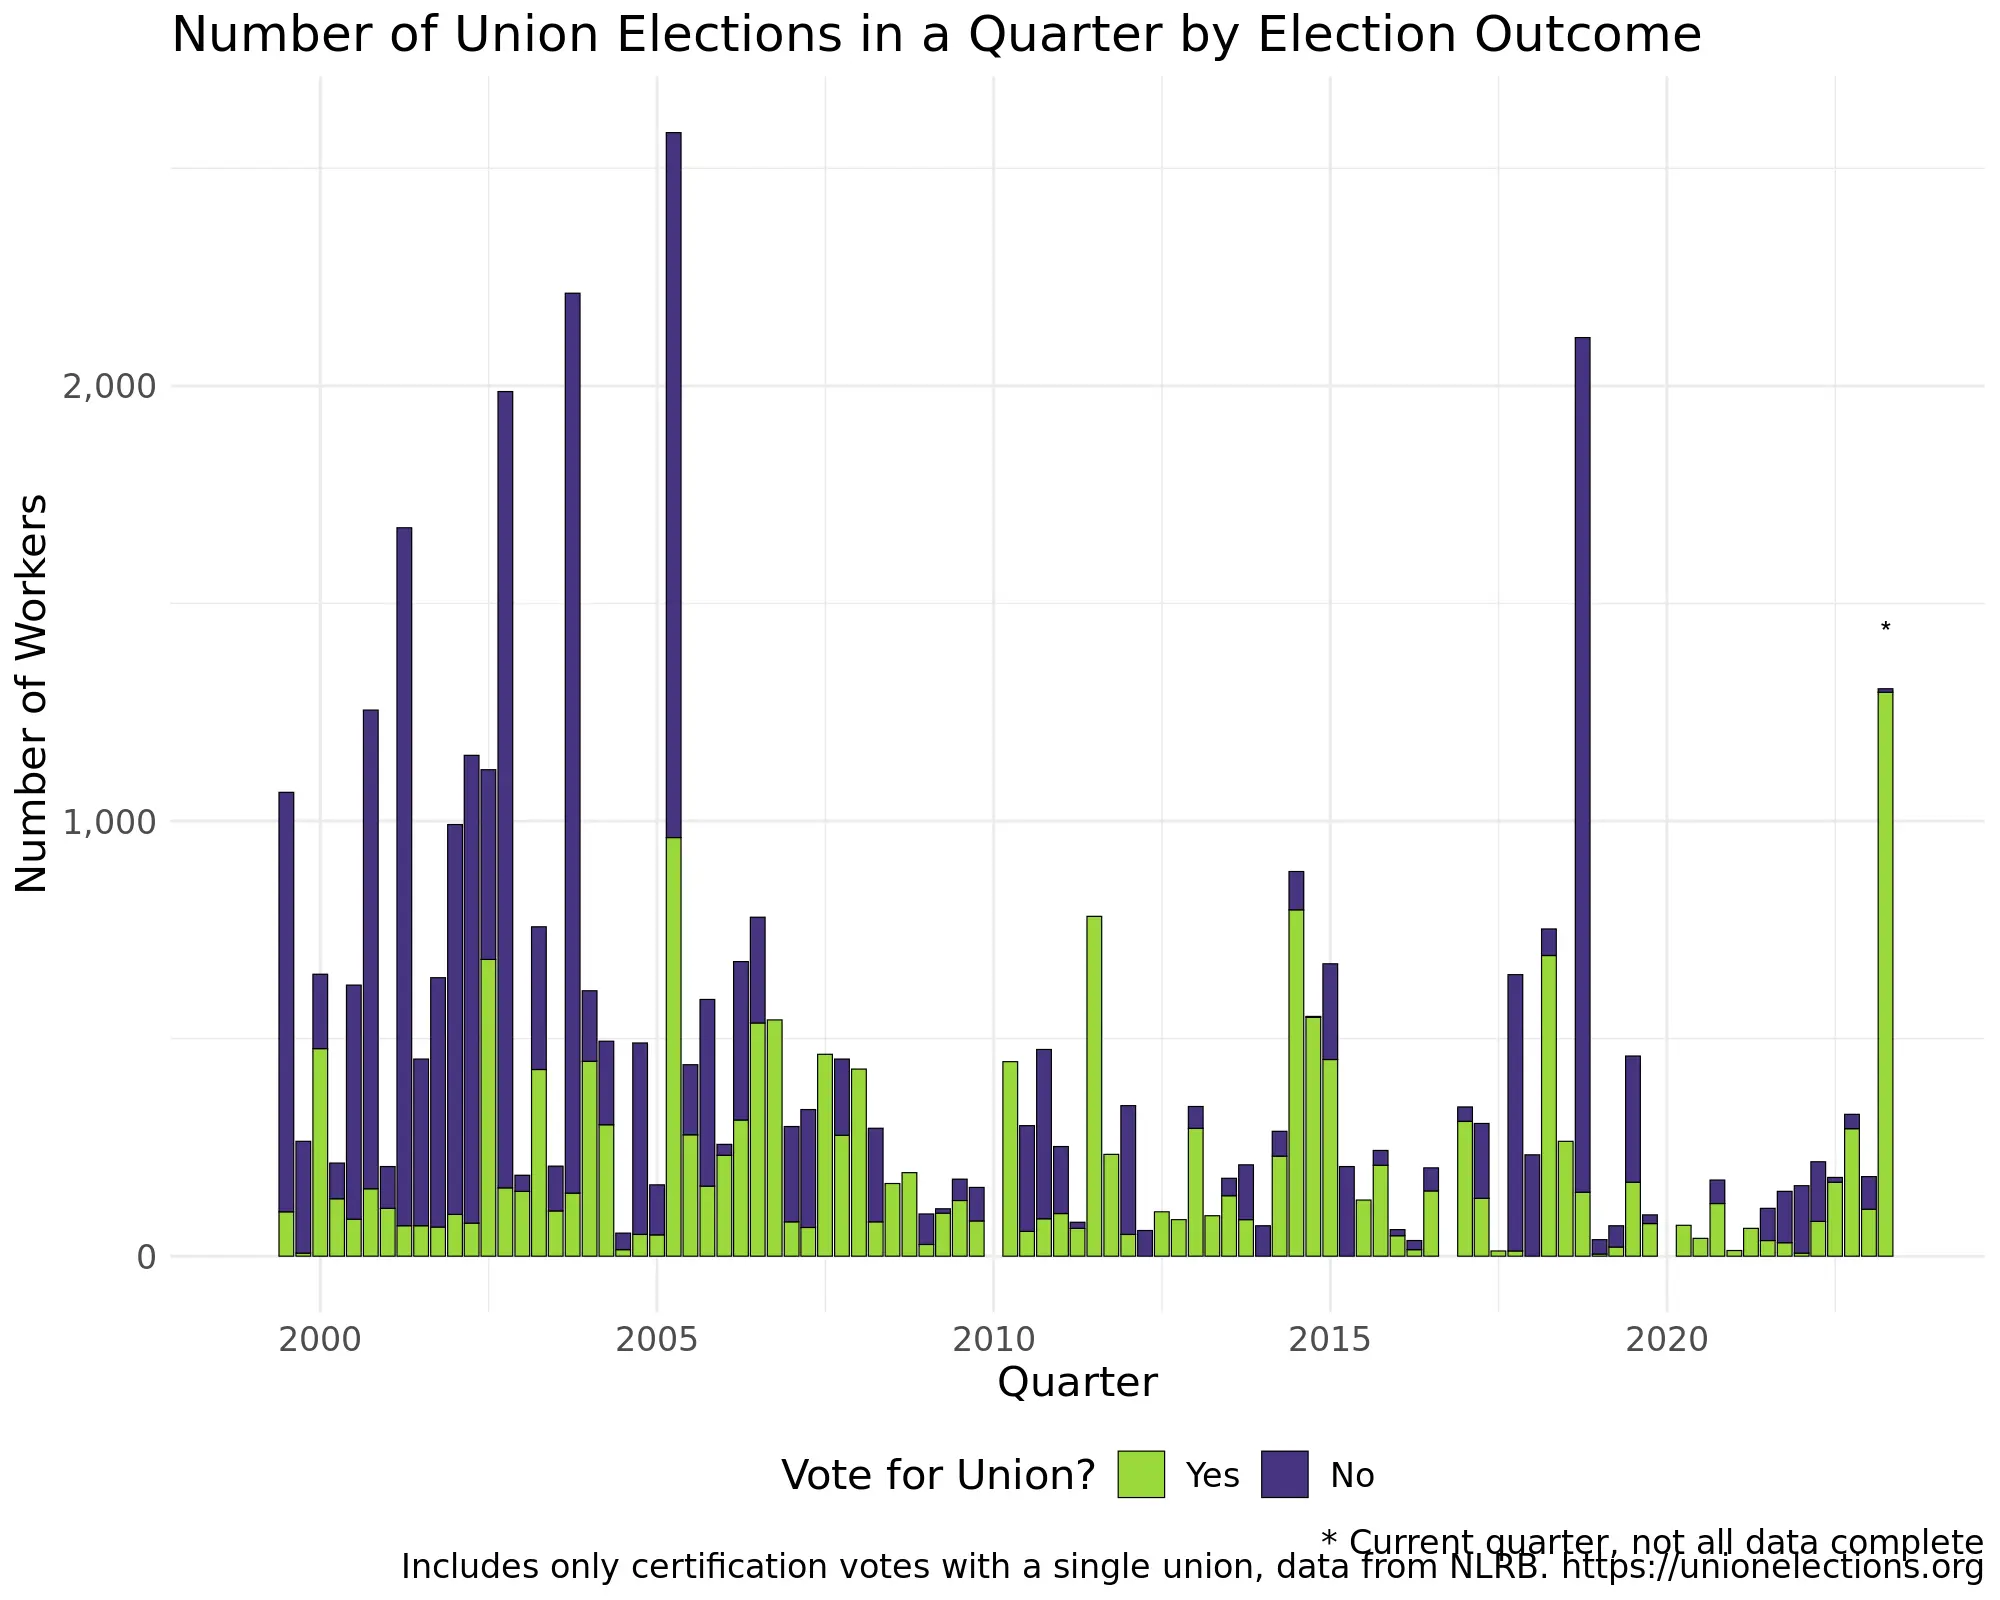 Number of Union Elections in a Quarter by Election Outcome
Number of Workers
2,000
1,000
0
*
2000 2005 2010 2015 2020
Quarter
Vote for Union? Yes No
* Current quarter, not all data complete
Includes only certification votes with a single union, data from NLRB. https://unionelections.org